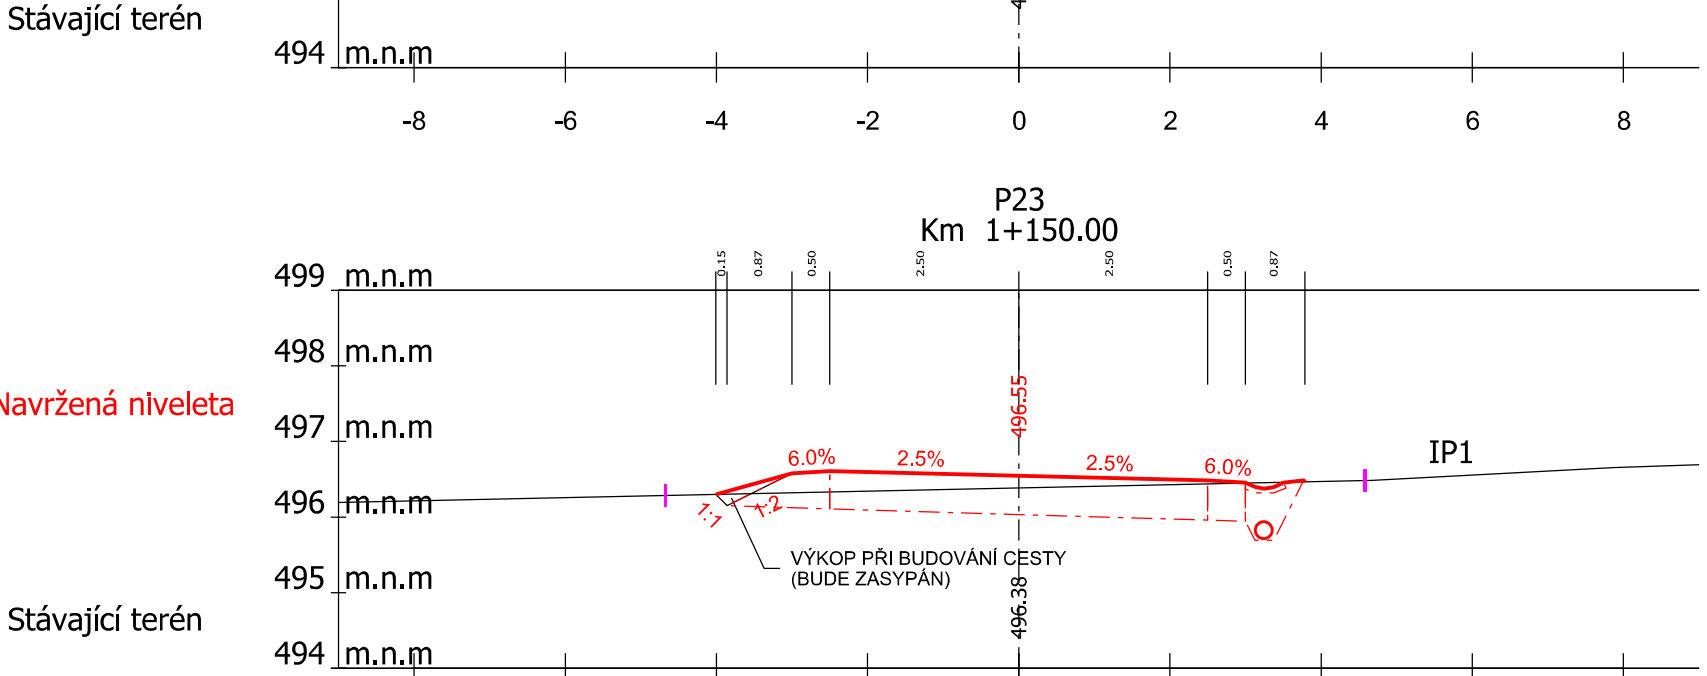 Stávající terén
494 m.n.m
-8 -6 -4 -2 0 2 4 6 8
P23
Km 1+150.00
0.15 0.87 0.50 2.50 2.50 0.50 0.87
499 m.n.m
498 m.n.m
Navržená niveleta
496.55
497 m.n.m
6.0% 2.5% 2.5% 6.0%
IP1
496 m.n.m
1:1 1:2
VÝKOP PŘI BUDOVÁNÍ CESTY
(BUDE ZASYPÁN)
495 m.n.m
496.38
Stávající terén
494 m.n.m